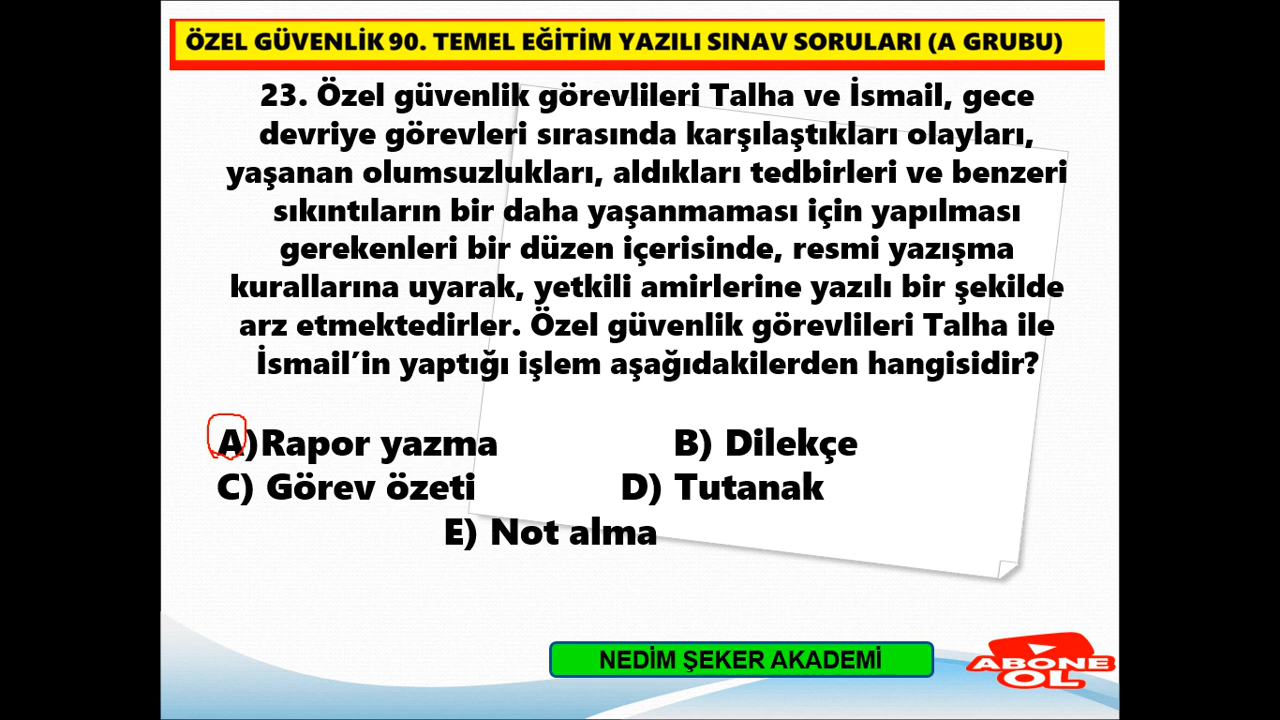 ÖZEL GÜVENLİK 90. TEMEL EĞİTİM YAZILI SINAV SORULARI (A GRUBU)
23. Özel güvenlik görevlileri Talha ve İsmail, gece
devriye görevleri sırasında karşılaştıkları olayları,
yaşanan olumsuzlukları, aldıkları tedbirleri ve benzeri
sıkıntıların bir daha yaşanmaması için yapılması
gerekenleri bir düzen içerisinde, resmi yazışma
kurallarına uyarak, yetkili amirlerine yazılı bir şekilde
arz etmektedirler. Özel güvenlik görevlileri Talha ile
İsmail’in yaptığı işlem aşağıdakilerden hangisidir?
A)Rapor yazma B) Dilekçe
C) Görev özeti D) Tutanak
E) Not alma
NEDİM ŞEKER AKADEMİ
ABONE
OL